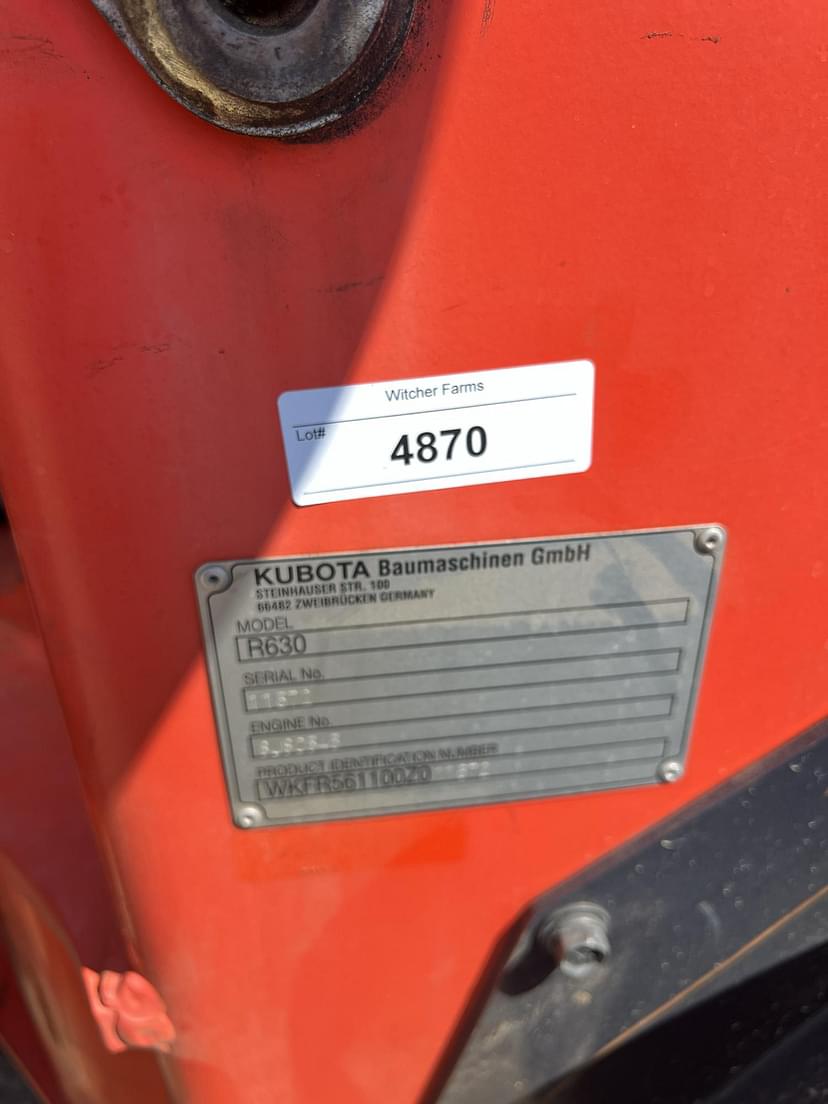 Witcher Farms
Lot#
4870
KUBOTA Baumaschinen GmbH
STEINHAUSER STR. 100
66482 ZWEIBRÜCKEN GERMANY
MODEL
R630
SERIAL No.
ENGINE No.
PRODUCT IDENTIFICATION NUMBER